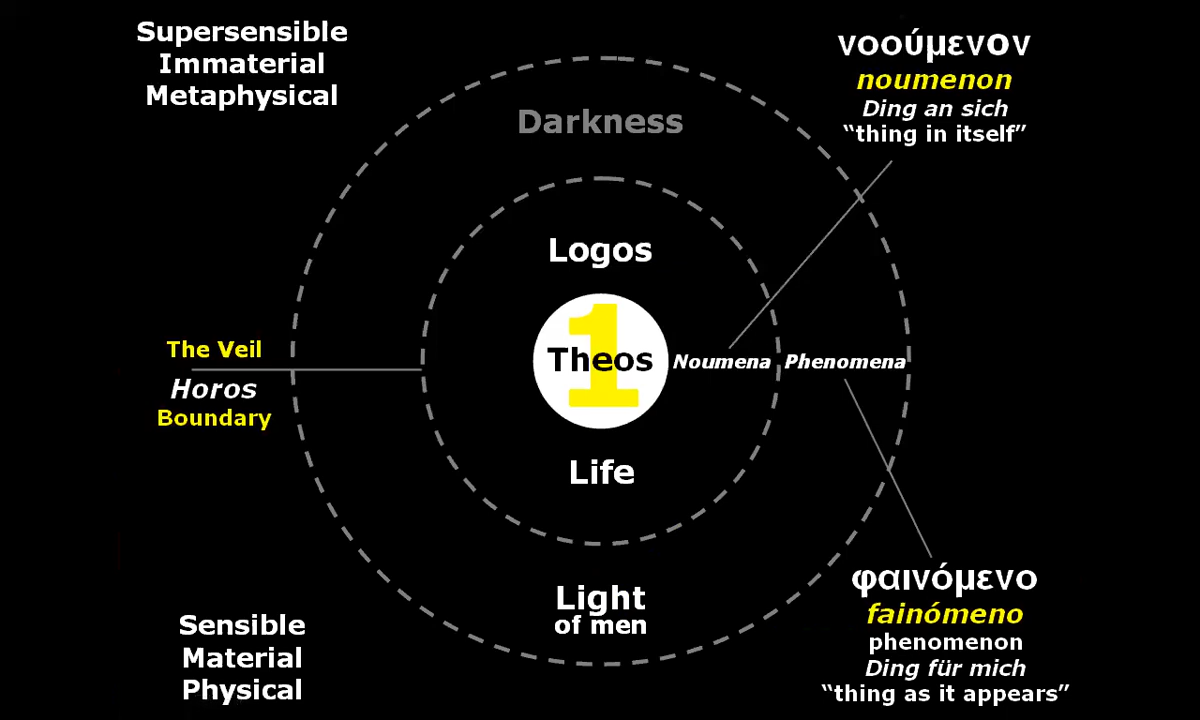 Supersensible
Immaterial
Metaphysical
νοούμενον
noumenon
Ding an sich
“thing in itself”
Darkness
Logos
The Veil
Horos
Boundary
1
Theos
Noumena
Phenomena
Life
Light
of men
Sensible
Material
Physical
φαινόμενο
fainómeno
phenomenon
Ding für mich
“thing as it appears”